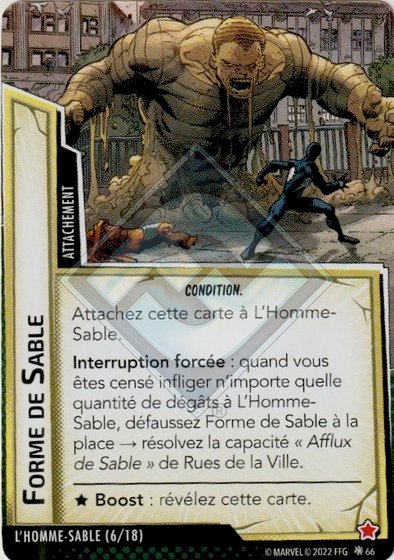 ATTACHEMENT
FORME DE SABLE
CONDITION.
Attachez cette carte à L'Homme-
Sable.
Interruption forcée : quand vous
êtes censé infliger n'importe quelle
quantité de dégâts à L'Homme-
Sable, défaussez Forme de Sable à
la place → résolvez la capacité « Afflux
de Sable » de Rues de la Ville.
★ Boost : révélez cette carte.
L'HOMME-SABLE (6/18)
© MARVEL © 2022 FFG 66